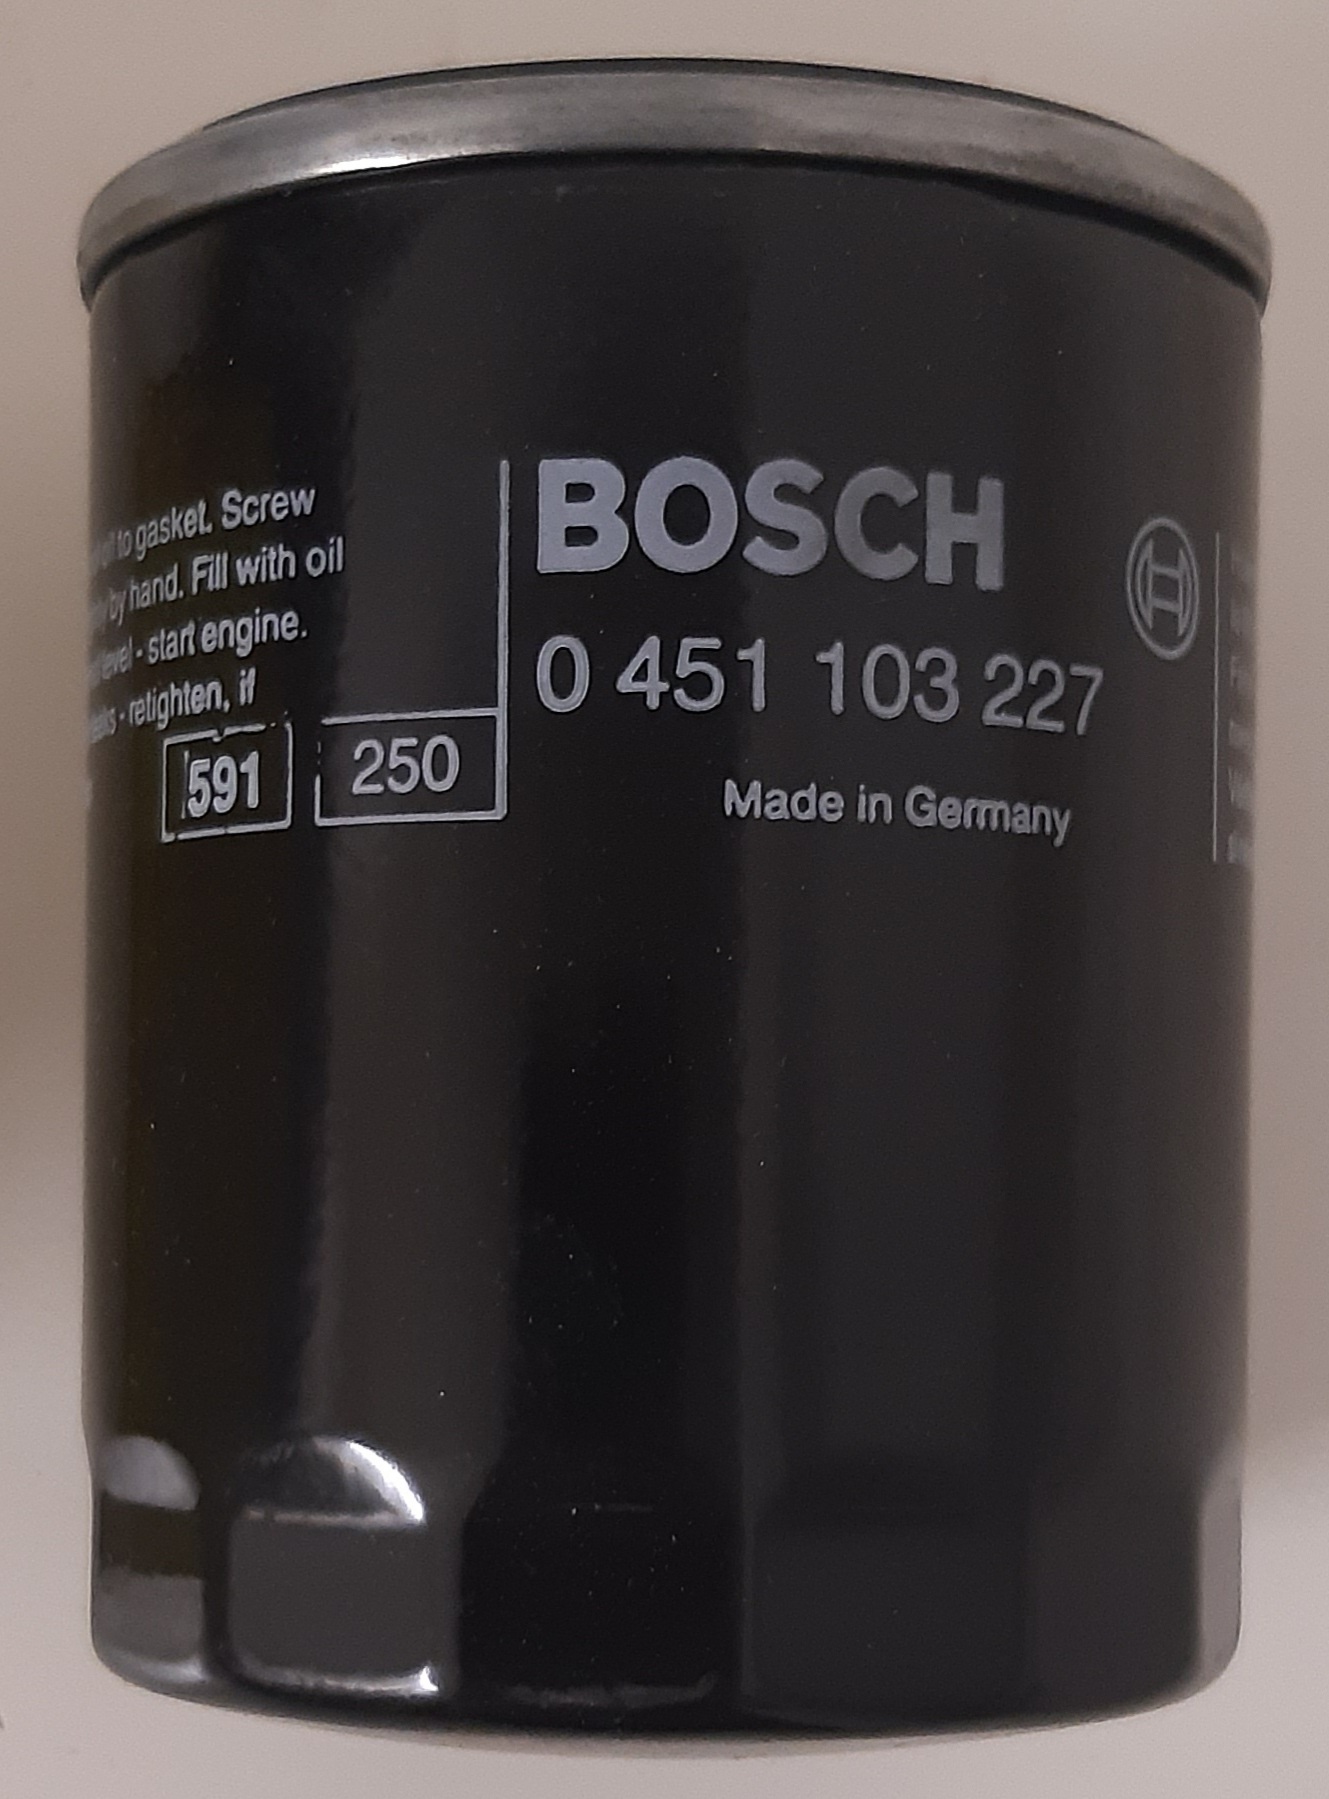 to gasket. Screw
by hand. Fill with oil
level - start engine.
- retighten, if
591
250
BOSCH
0 451 103 227
Made in Germany